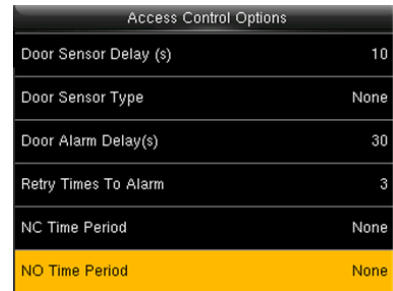 Access Control Options
Door Sensor Delay (s) 10
Door Sensor Type None
Door Alarm Delay(s) 30
Retry Times To Alarm 3
NC Time Period None
NO Time Period None